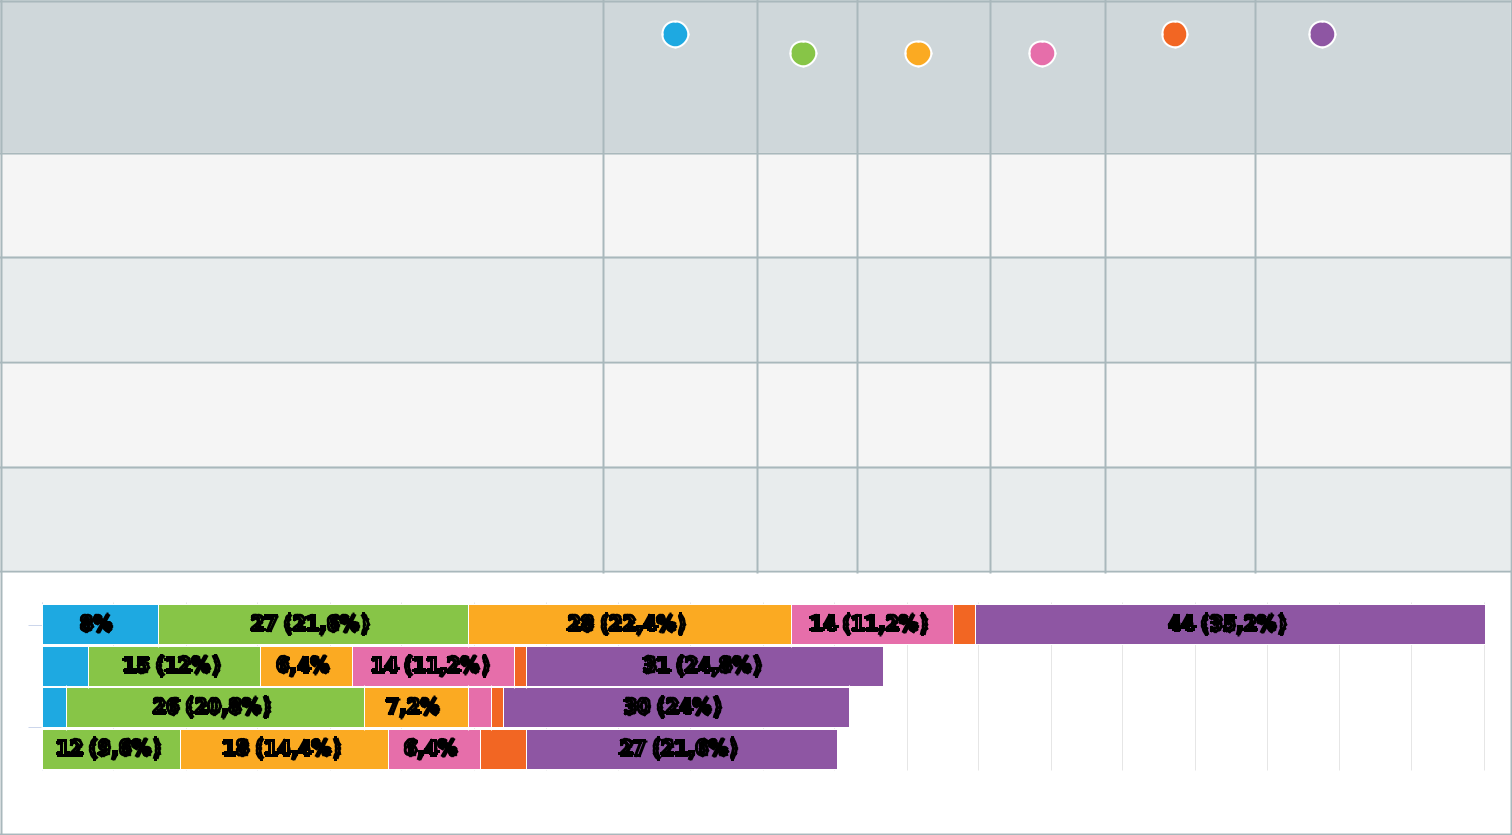 8% 27 (21,6%) 28 (22,4%) 14 (11,2%) 44 (35,2%)
15 (12%) 6,4% 14 (11,2%) 31 (24,8%)
26 (20,8%) 7,2% 30 (24%)
12 (9,6%) 18 (14,4%) 6,4% 27 (21,6%)